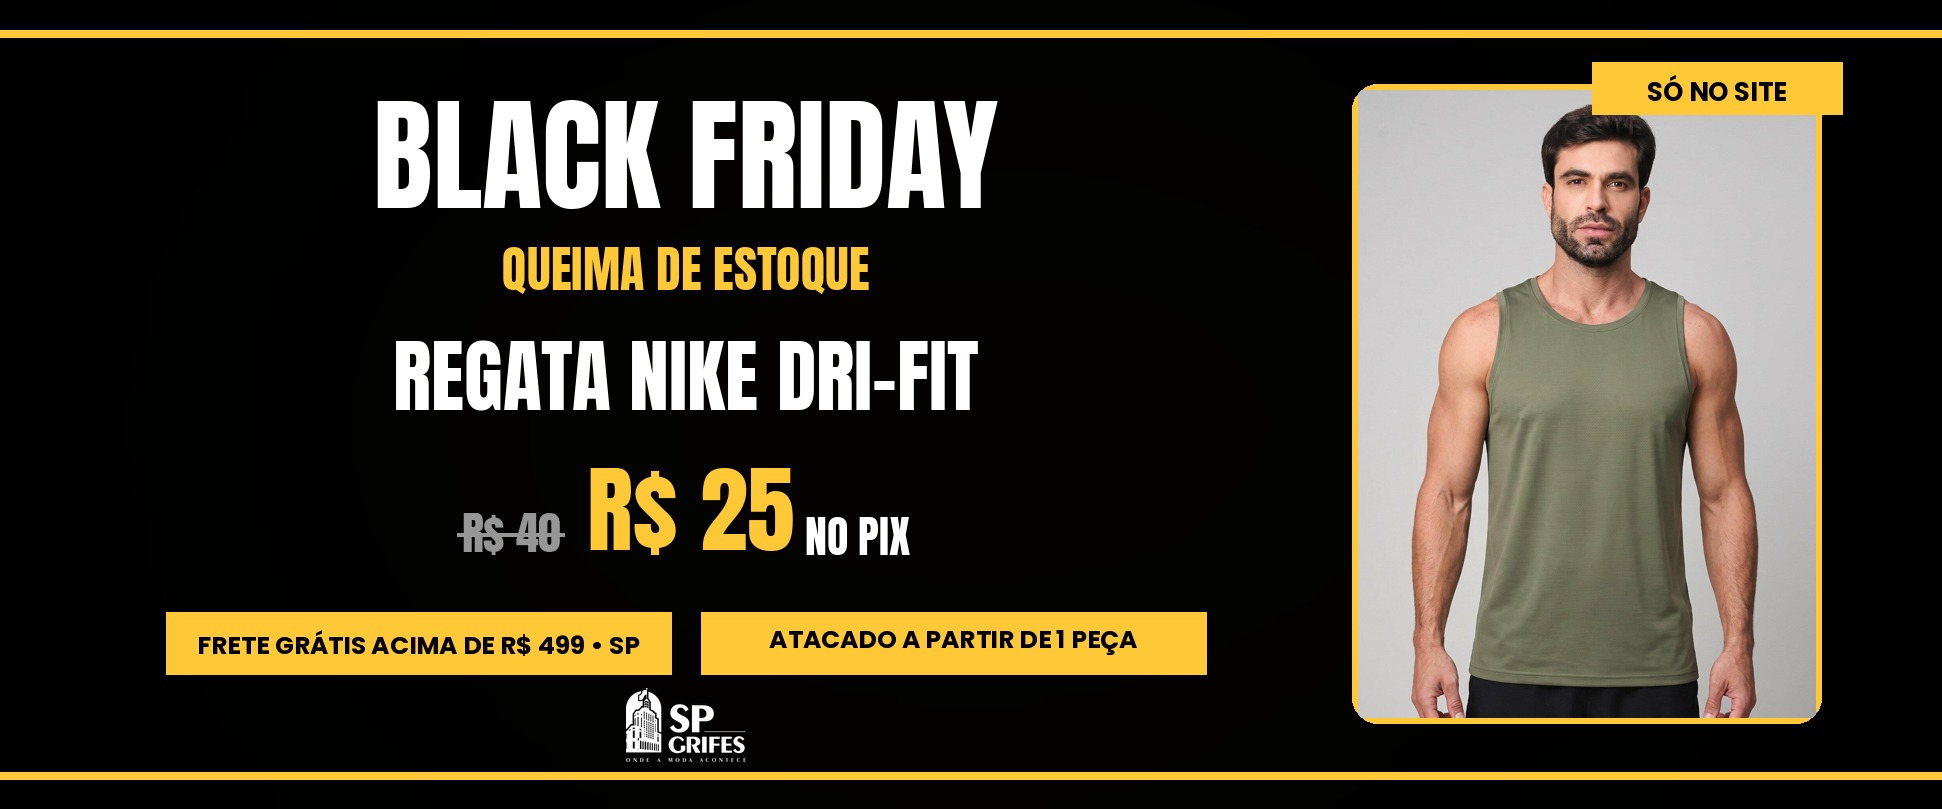 SÓ NO SITE
BLACK FRIDAY
QUEIMA DE ESTOQUE
REGATA NIKE DRI-FIT
R$ 40 R$ 25 NO PIX
FRETE GRÁTIS ACIMA DE R$ 499 • SP
ATACADO A PARTIR DE 1 PEÇA
SP
GRIFES
ONDE A MODA ACONTECE